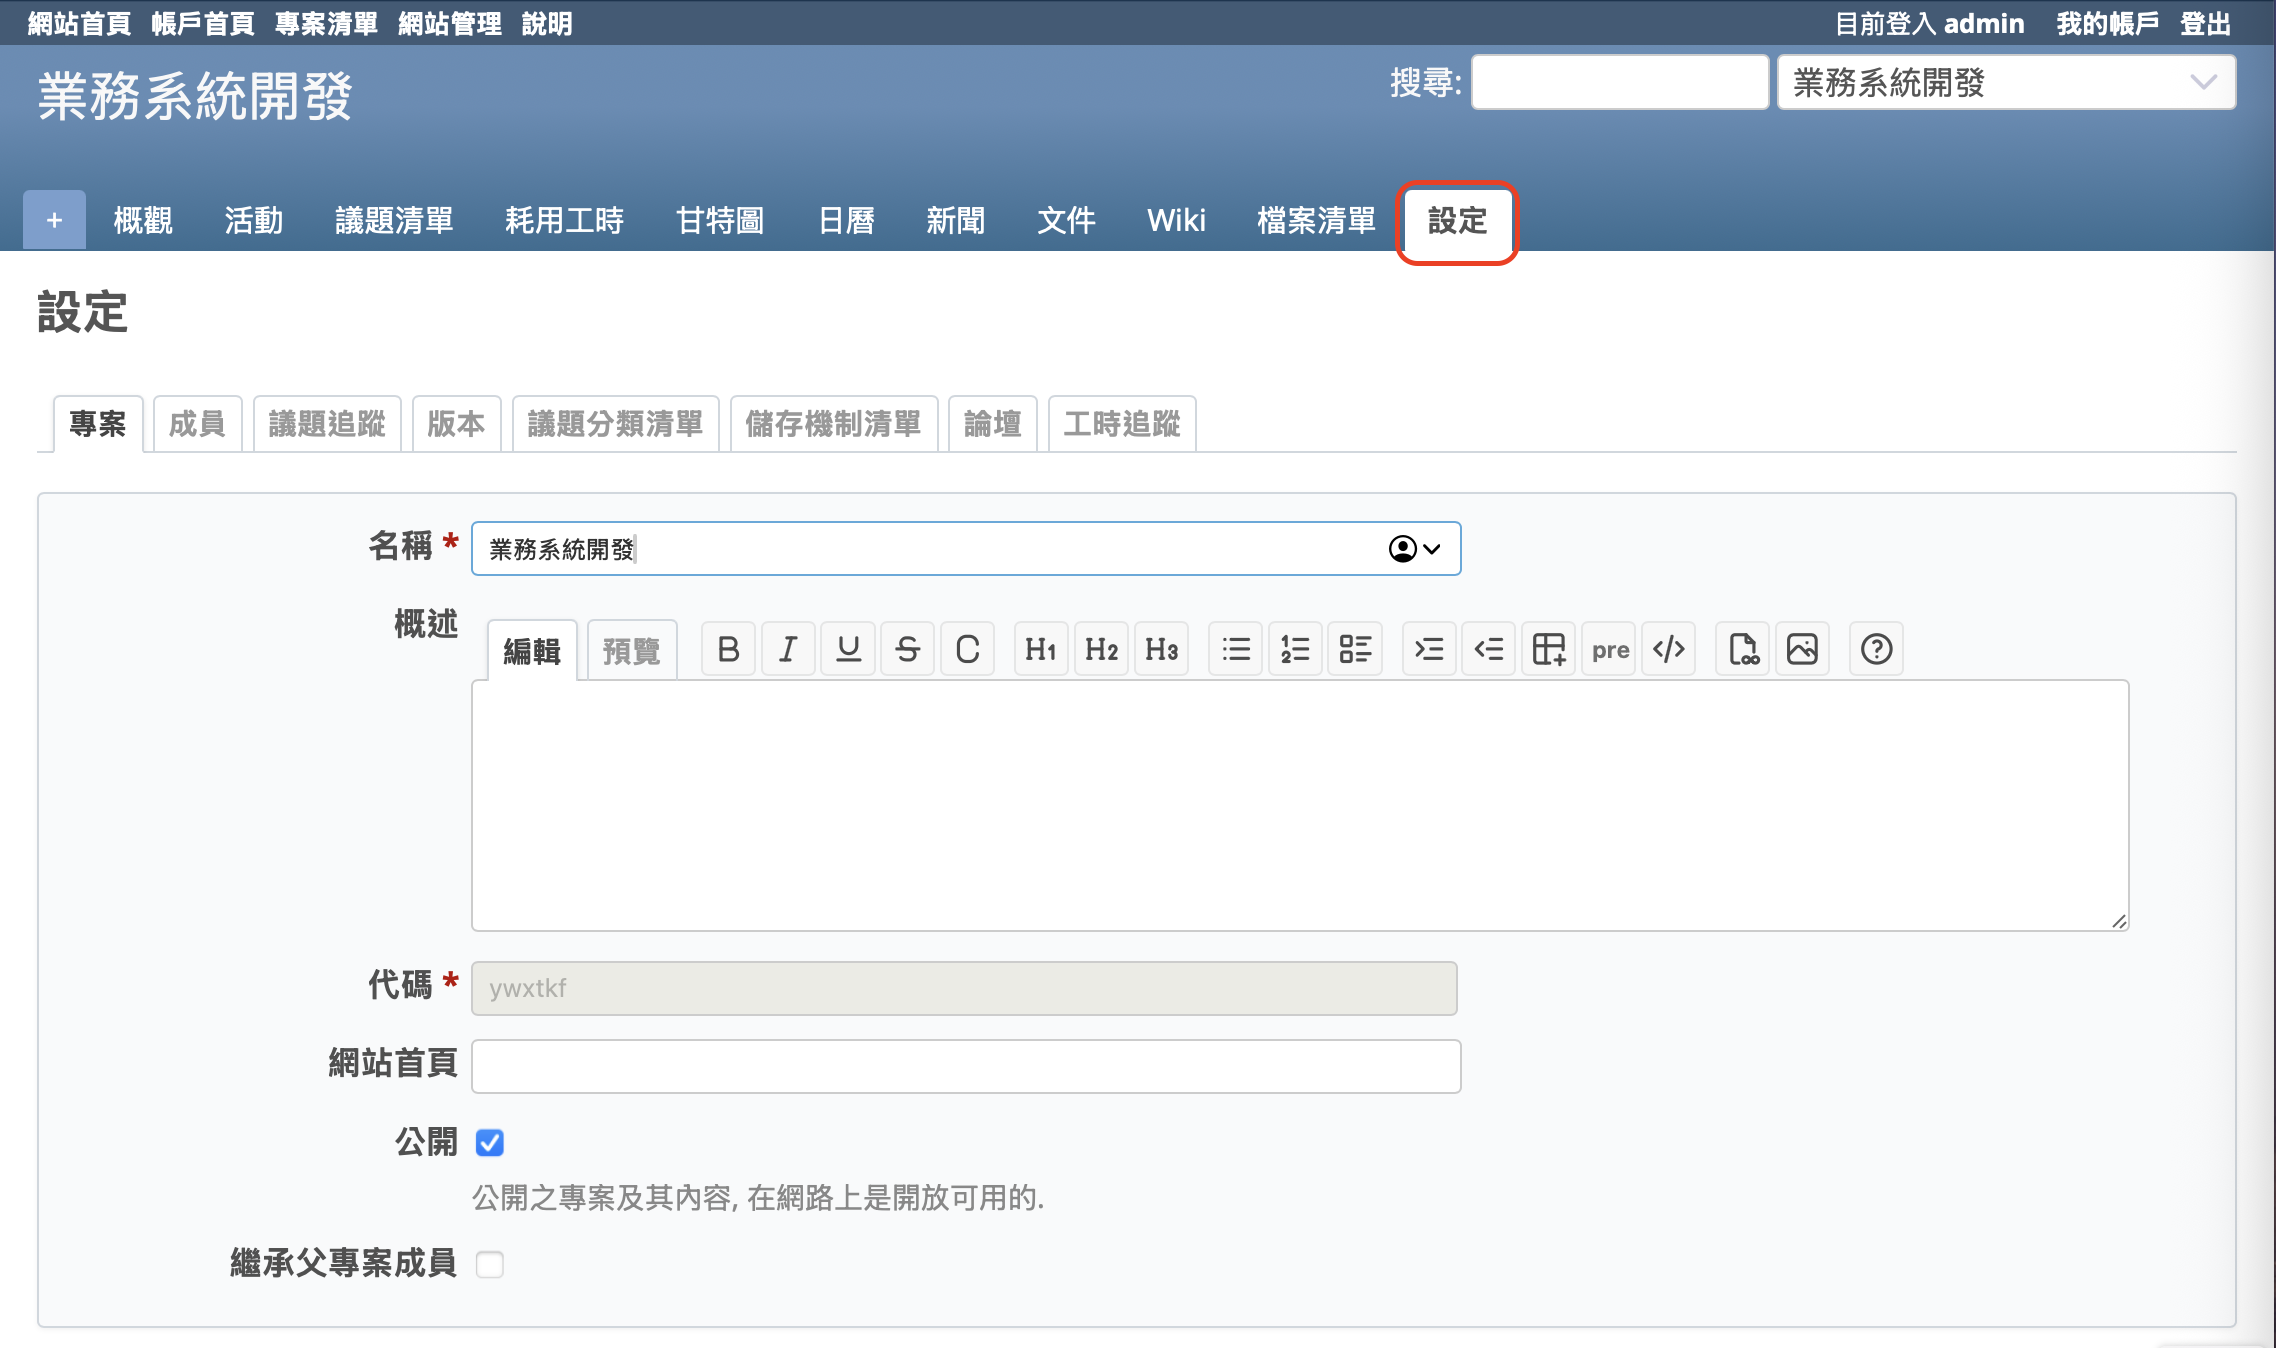 網站首頁 帳戶首頁 專案清單 網站管理 說明 目前登入 admin 我的帳戶 登出
業務系統開發 搜尋: 業務系統開發
+ 概觀 活動 議題清單 耗用工時 甘特圖 日曆 新聞 文件 Wiki 檔案清單 設定
設定
專案 成員 議題追蹤 版本 議題分類清單 儲存機制清單 論壇 工時追蹤
名稱 * 業務系統開發
概述 編輯 預覽 B I U S C H1 H2 H3 pre </> ?
代碼 * ywxtkf
網站首頁
公開
公開之專案及其內容, 在網路上是開放可用的.
繼承父專案成員